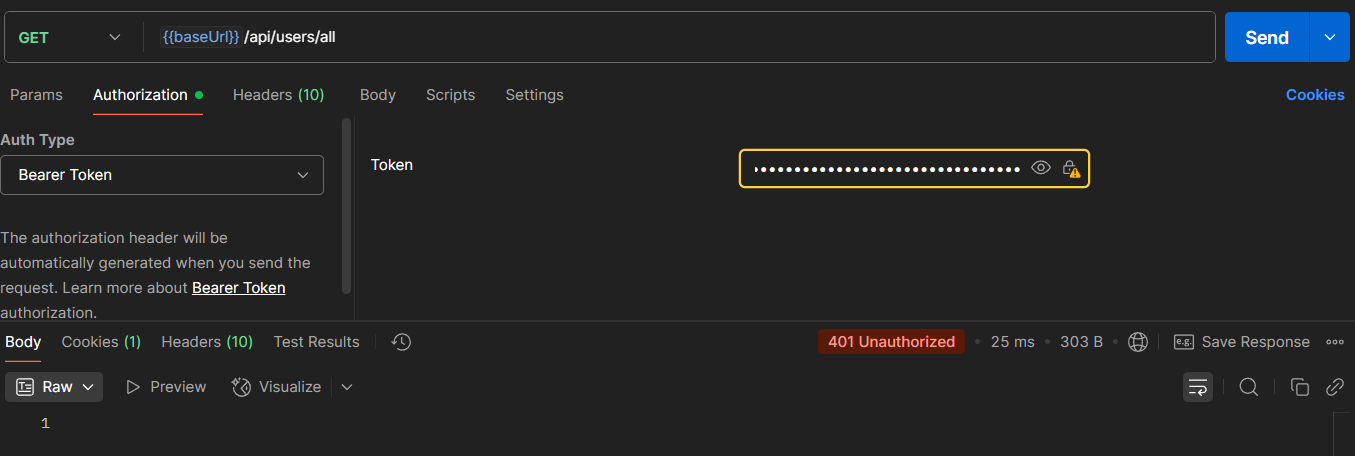 GET {{baseUrl}}/api/users/all Send
Params Authorization Headers (10) Body Scripts Settings Cookies
Auth Type
Bearer Token
Token
The authorization header will be
automatically generated when you send the
request. Learn more about Bearer Token
authorization.
Body Cookies (1) Headers (10) Test Results 401 Unauthorized 25 ms 303 B e.g. Save Response
Raw Preview Visualize
1